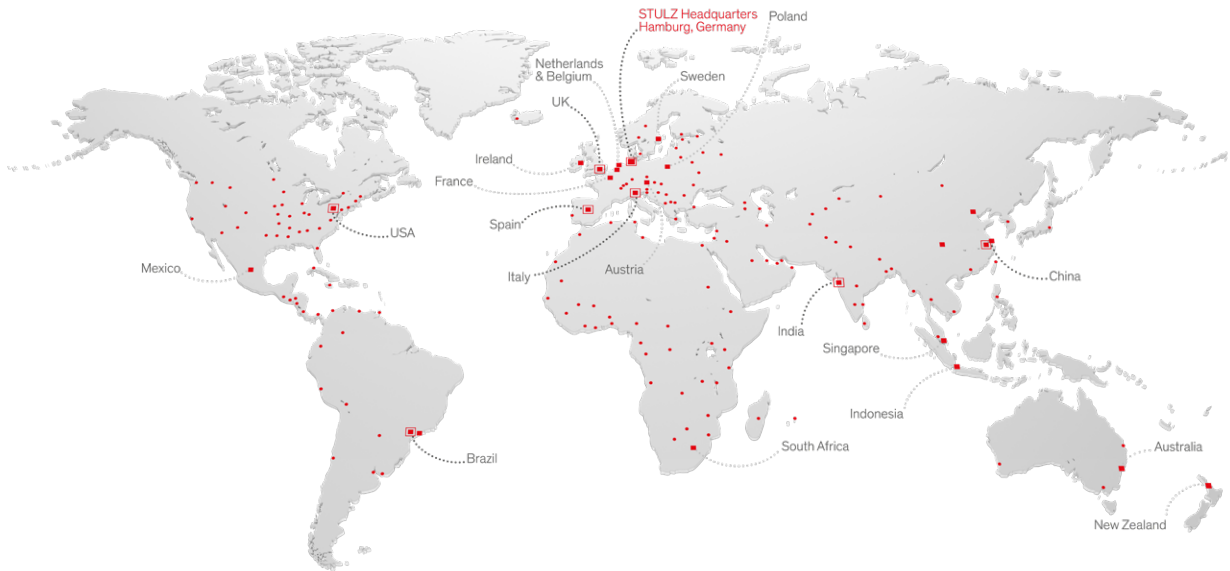 STULZ Headquarters
Hamburg, Germany
Poland
Netherlands
& Belgium
Sweden
UK
Ireland
France
Spain
USA
Mexico
Italy
Austria
China
India
Singapore
Indonesia
South Africa
Australia
Brazil
New Zealand